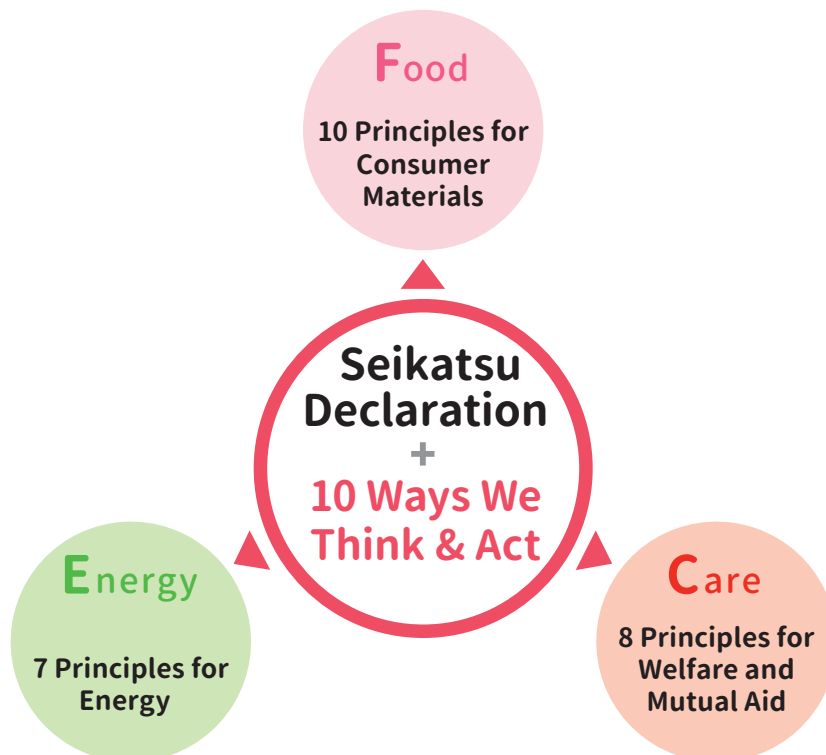 Food
10 Principles for
Consumer
Materials
Seikatsu
Declaration
+
10 Ways We
Think & Act
Energy
7 Principles for
Energy
Care
8 Principles for
Welfare and
Mutual Aid